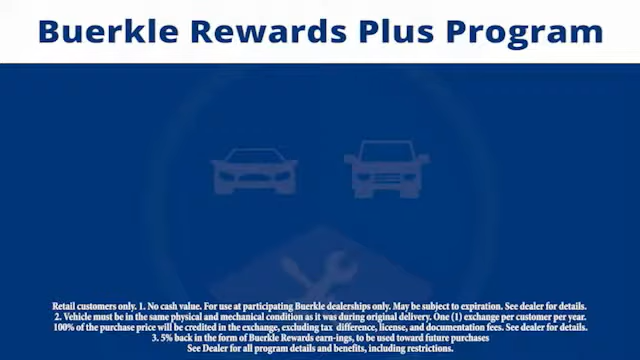 Buerkle Rewards Plus Program
Retail customers only. 1. No cash value. For use at participating Buerkle dealerships only. May be subject to expiration. See dealer for details.
2. Vehicle must be in the same physical and mechanical condition as it was during original delivery. One (1) exchange per customer per year.
100% of the purchase price will be credited in the exchange, excluding tax difference, license, and documentation fees. See dealer for details.
3. 5% back in the form of Buerkle Rewards earn-ings, to be used toward future purchases
See Dealer for all program details and benefits, including restrictions.